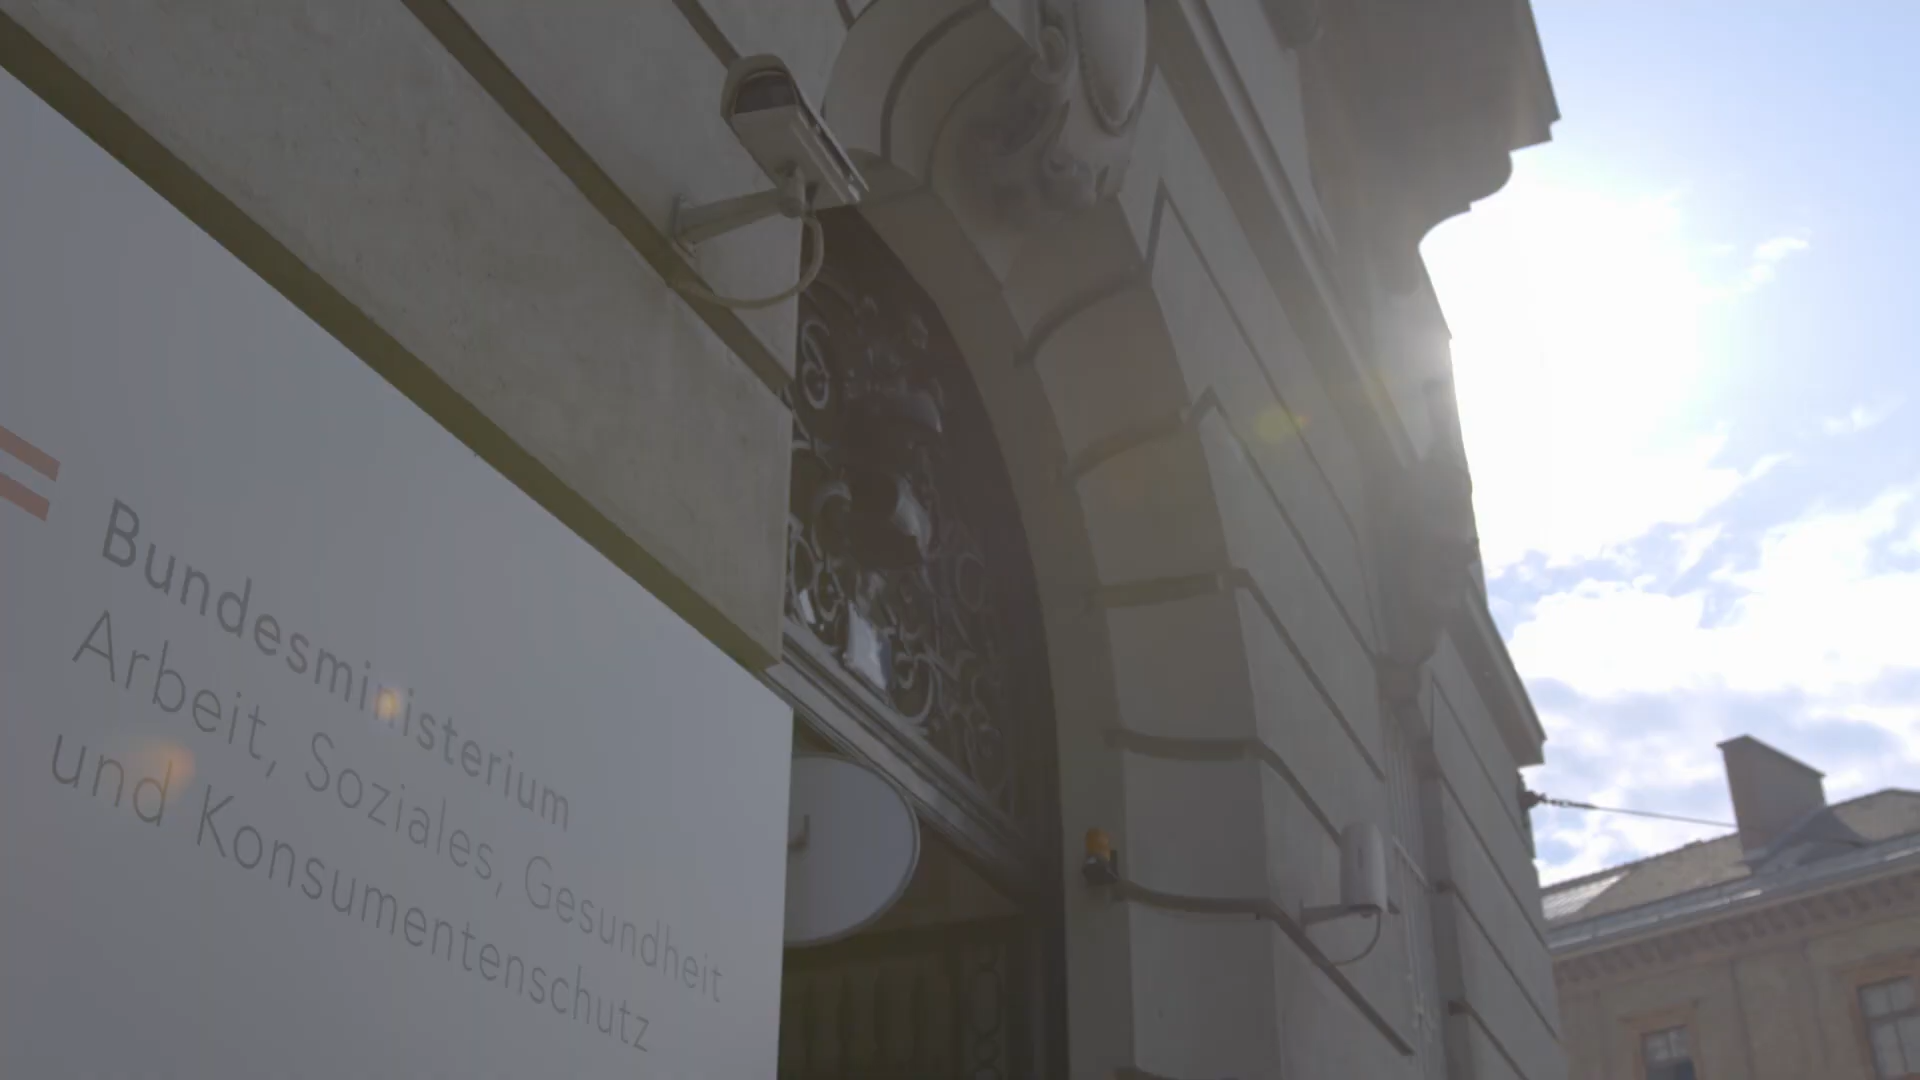 Bundesministerium
Arbeit, Soziales, Gesundheit
und Konsumentenschutz